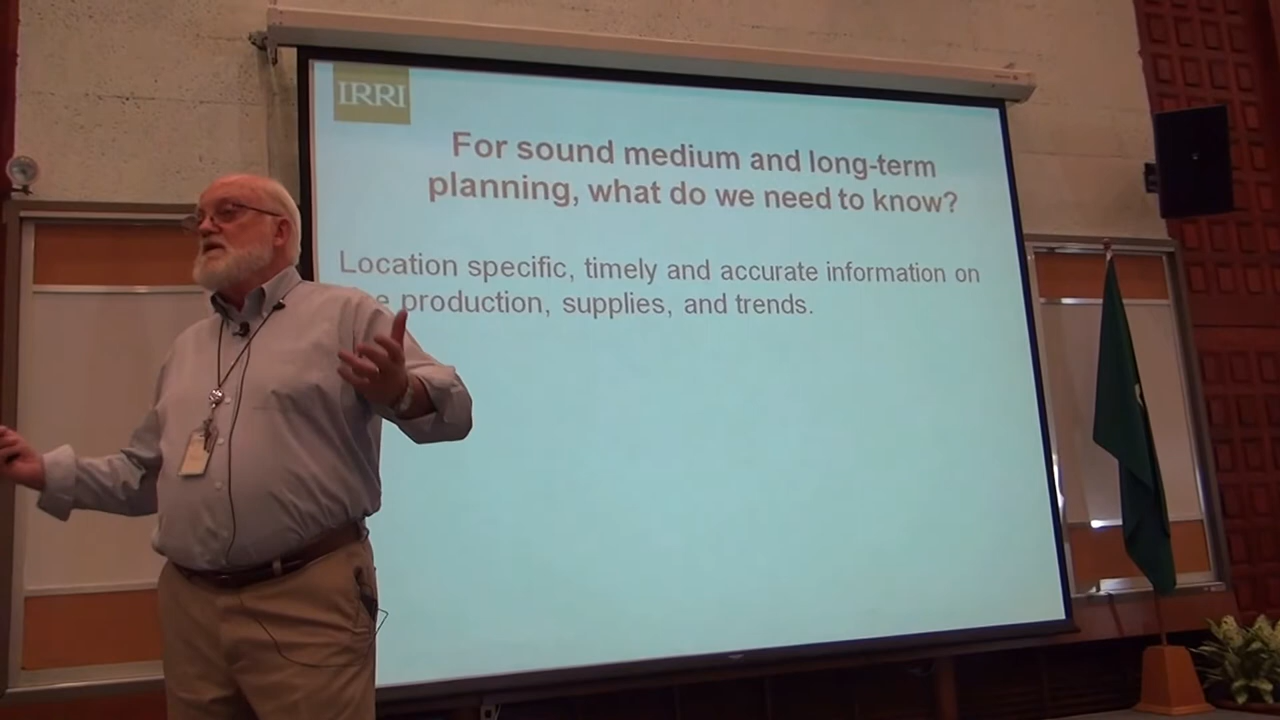 IRRI
For sound medium and long-term
planning, what do we need to know?
Location specific, timely and accurate information on
production, supplies, and trends.